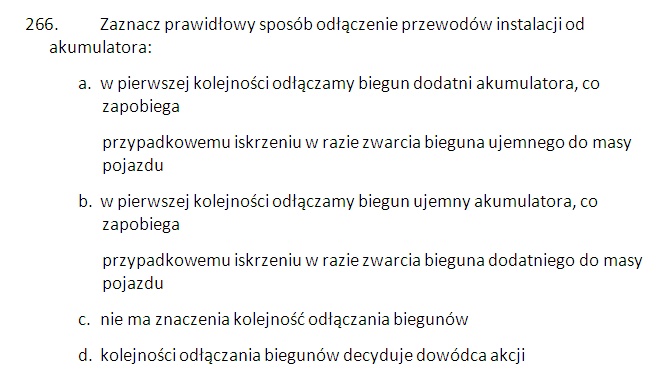 266. Zaznacz prawidłowy sposób odłączenie przewodów instalacji od
akumulatora:
a. w pierwszej kolejności odłączamy biegun dodatni akumulatora, co
zapobiega
przypadkowemu iskrzeniu w razie zwarcia bieguna ujemnego do masy
pojazdu
b. w pierwszej kolejności odłączamy biegun ujemny akumulatora, co
zapobiega
przypadkowemu iskrzeniu w razie zwarcia bieguna dodatniego do masy
pojazdu
c. nie ma znaczenia kolejność odłączania biegunów
d. kolejności odłączania biegunów decyduje dowódca akcji